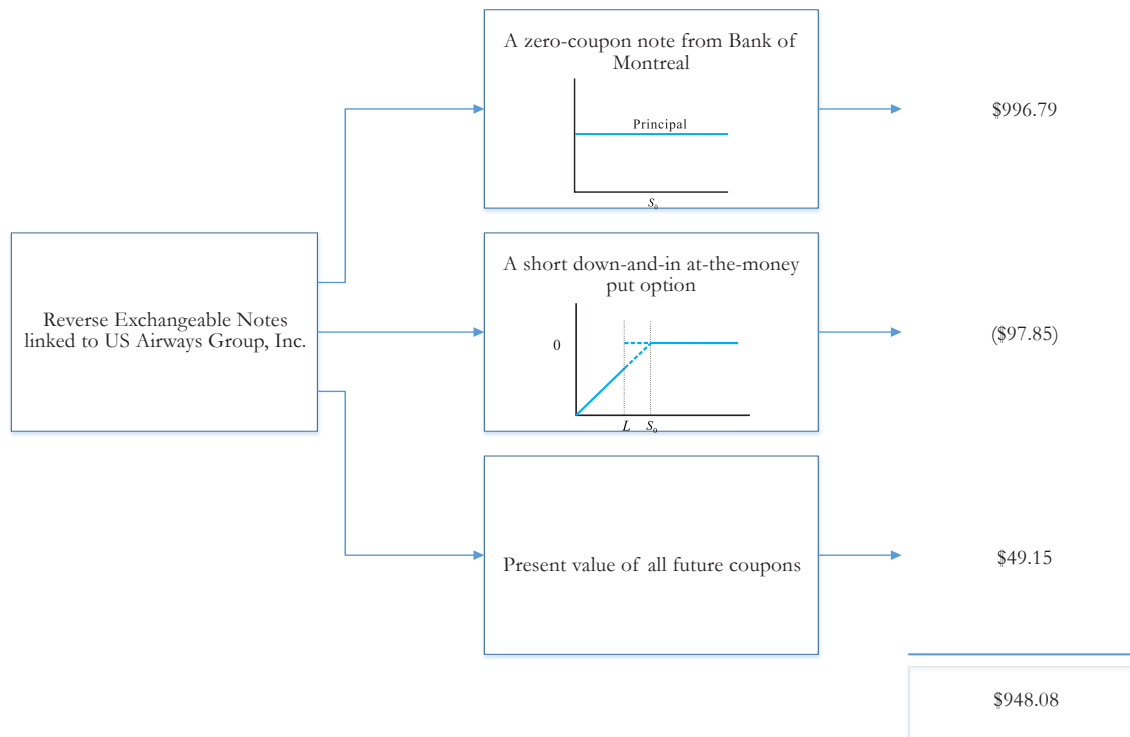 A zero-coupon note from Bank of
Montreal
Principal
S₀
$996.79
Reverse Exchangeable Notes
linked to US Airways Group, Inc.
A short down-and-in at-the-money
put option
0
L S₀
($97.85)
Present value of all future coupons
$49.15
$948.08